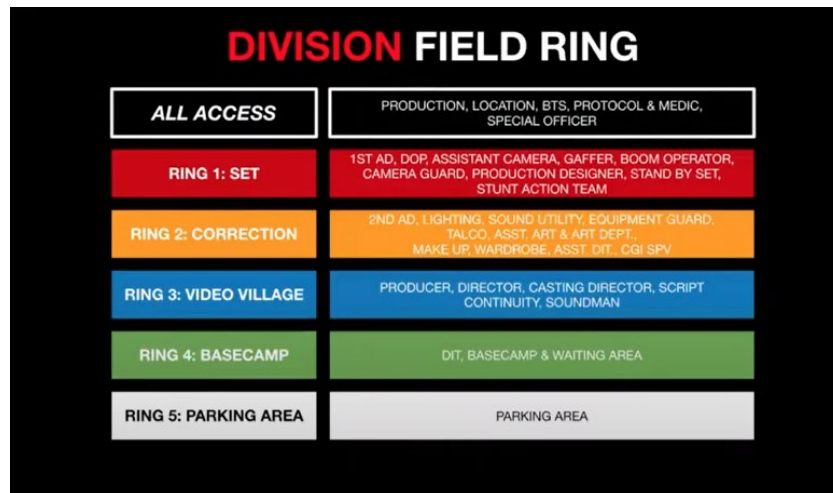 DIVISION FIELD RING
ALL ACCESS
PRODUCTION, LOCATION, BTS, PROTOCOL & MEDIC,
SPECIAL OFFICER
RING 1: SET
1ST AD, DOP, ASSISTANT CAMERA, GAFFER, BOOM OPERATOR,
CAMERA GUARD, PRODUCTION DESIGNER, STAND BY SET,
STUNT ACTION TEAM
RING 2: CORRECTION
2ND AD, LIGHTING. SOUND UTILITY, EQUIPMENT GUARD,
TALCO, ASST. ART & ART DEPT.,
MAKE UP, WARDROBE, ASST. DIT., CGI SPV
RING 3: VIDEO VILLAGE
PRODUCER, DIRECTOR, CASTING DIRECTOR, SCRIPT
CONTINUITY, SOUNDMAN
RING 4: BASECAMP
DIT, BASECAMP & WAITING AREA
RING 5: PARKING AREA
PARKING AREA